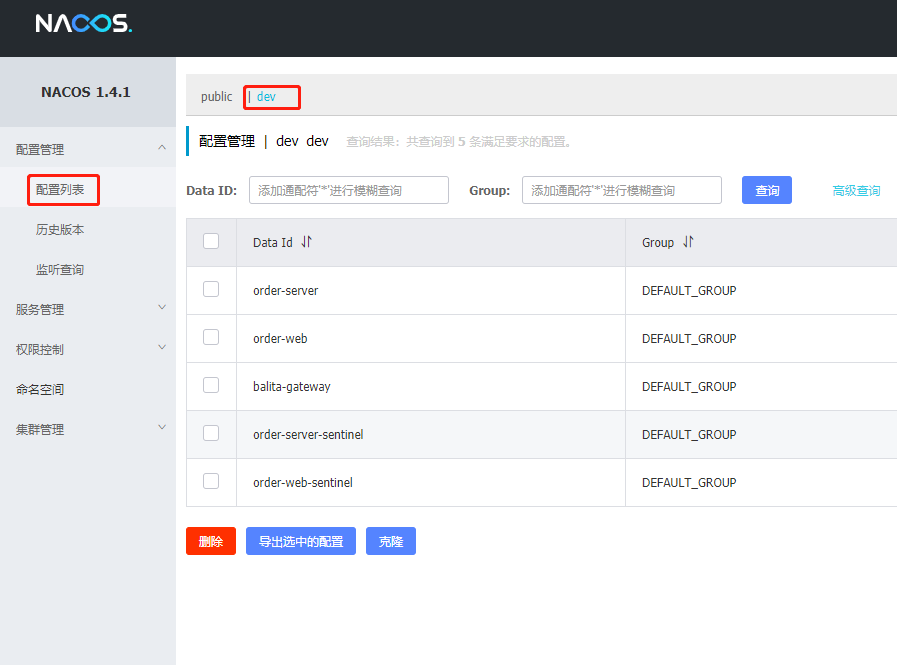 NACOS.
NACOS 1.4.1
配置管理
配置列表
历史版本
监听查询
服务管理
权限控制
命名空间
集群管理
public | dev
配置管理 | dev dev 查询结果：共查询到 5 条满足要求的配置。
Data ID: 添加通配符'*'进行模糊查询 Group: 添加通配符'*'进行模糊查询 查询 高级查询
Data Id Group
order-server DEFAULT_GROUP
order-web DEFAULT_GROUP
balita-gateway DEFAULT_GROUP
order-server-sentinel DEFAULT_GROUP
order-web-sentinel DEFAULT_GROUP
删除 导出选中的配置 克隆